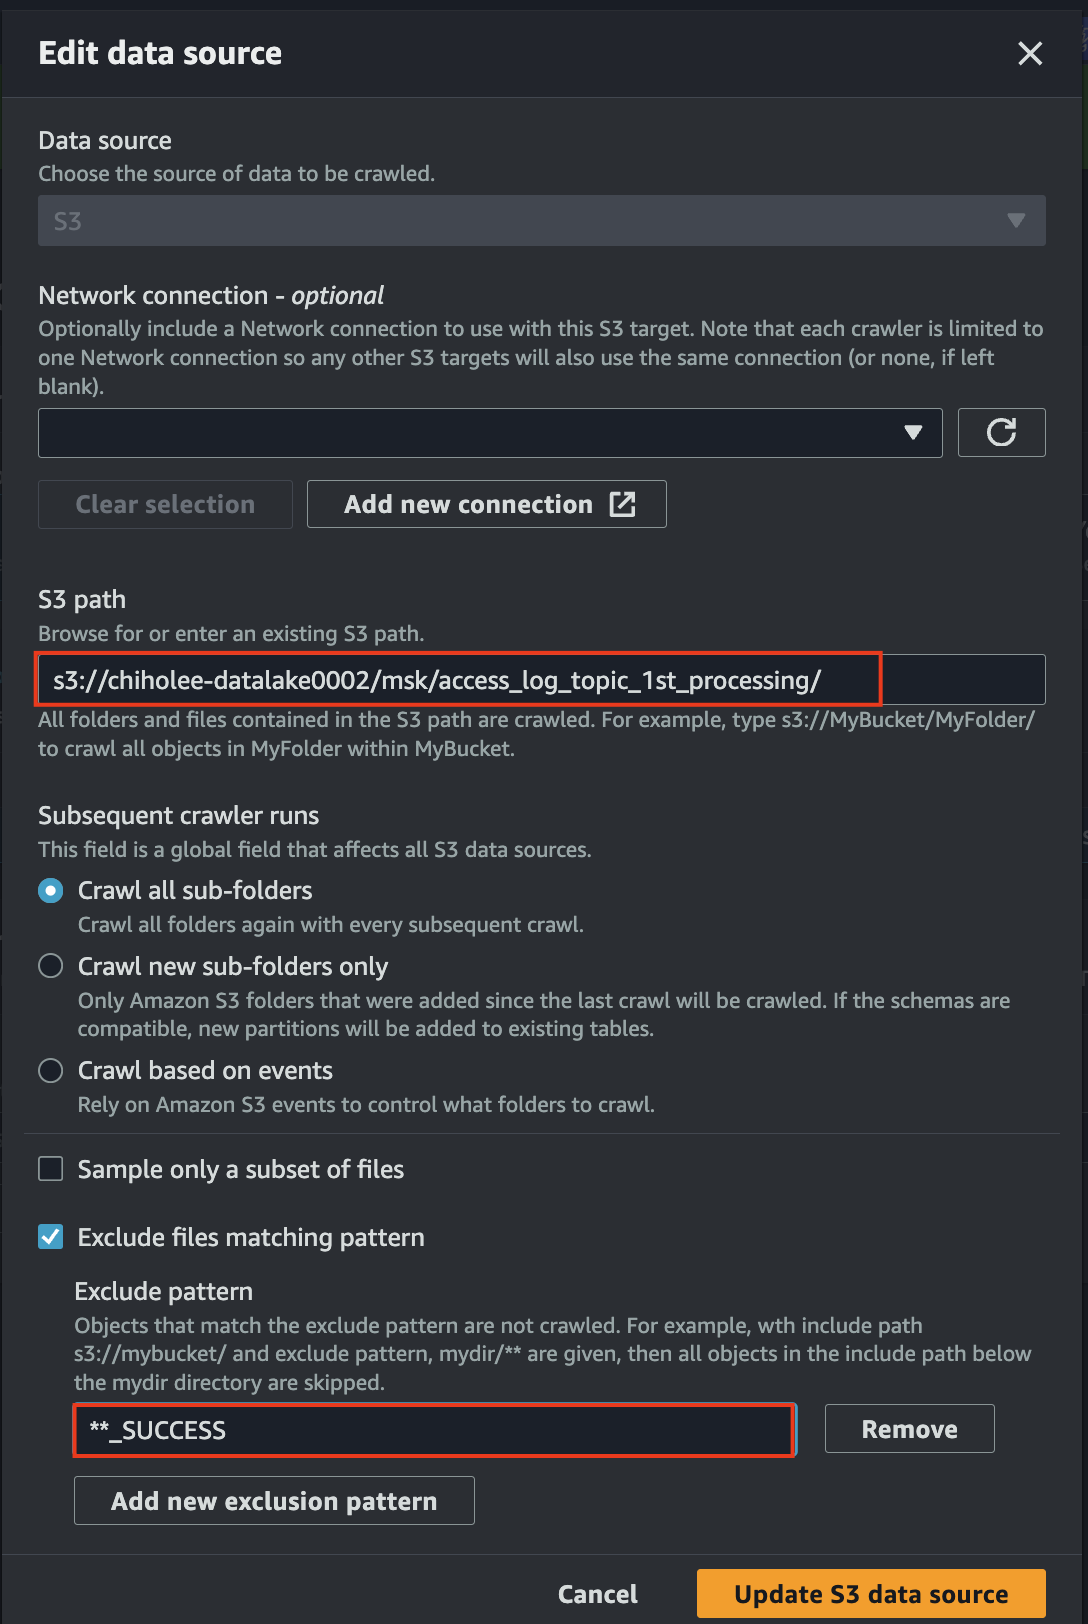 Edit data source
Data source
Choose the source of data to be crawled.
S3
Network connection - optional
Optionally include a Network connection to use with this S3 target. Note that each crawler is limited to
one Network connection so any other S3 targets will also use the same connection (or none, if left
blank).
Clear selection
Add new connection
S3 path
Browse for or enter an existing S3 path.
s3://chiholee-datalake0002/msk/access_log_topic_1st_processing/
All folders and files contained in the S3 path are crawled. For example, type s3://MyBucket/MyFolder/
to crawl all objects in MyFolder within MyBucket.
Subsequent crawler runs
This field is a global field that affects all S3 data sources.
Crawl all sub-folders
Crawl all folders again with every subsequent crawl.
Crawl new sub-folders only
Only Amazon S3 folders that were added since the last crawl will be crawled. If the schemas are
compatible, new partitions will be added to existing tables.
Crawl based on events
Rely on Amazon S3 events to control what folders to crawl.
Sample only a subset of files
Exclude files matching pattern
Exclude pattern
Objects that match the exclude pattern are not crawled. For example, wth include path
s3://mybucket/ and exclude pattern, mydir/** are given, then all objects in the include path below
the mydir directory are skipped.
**_SUCCESS
Remove
Add new exclusion pattern
Cancel
Update S3 data source